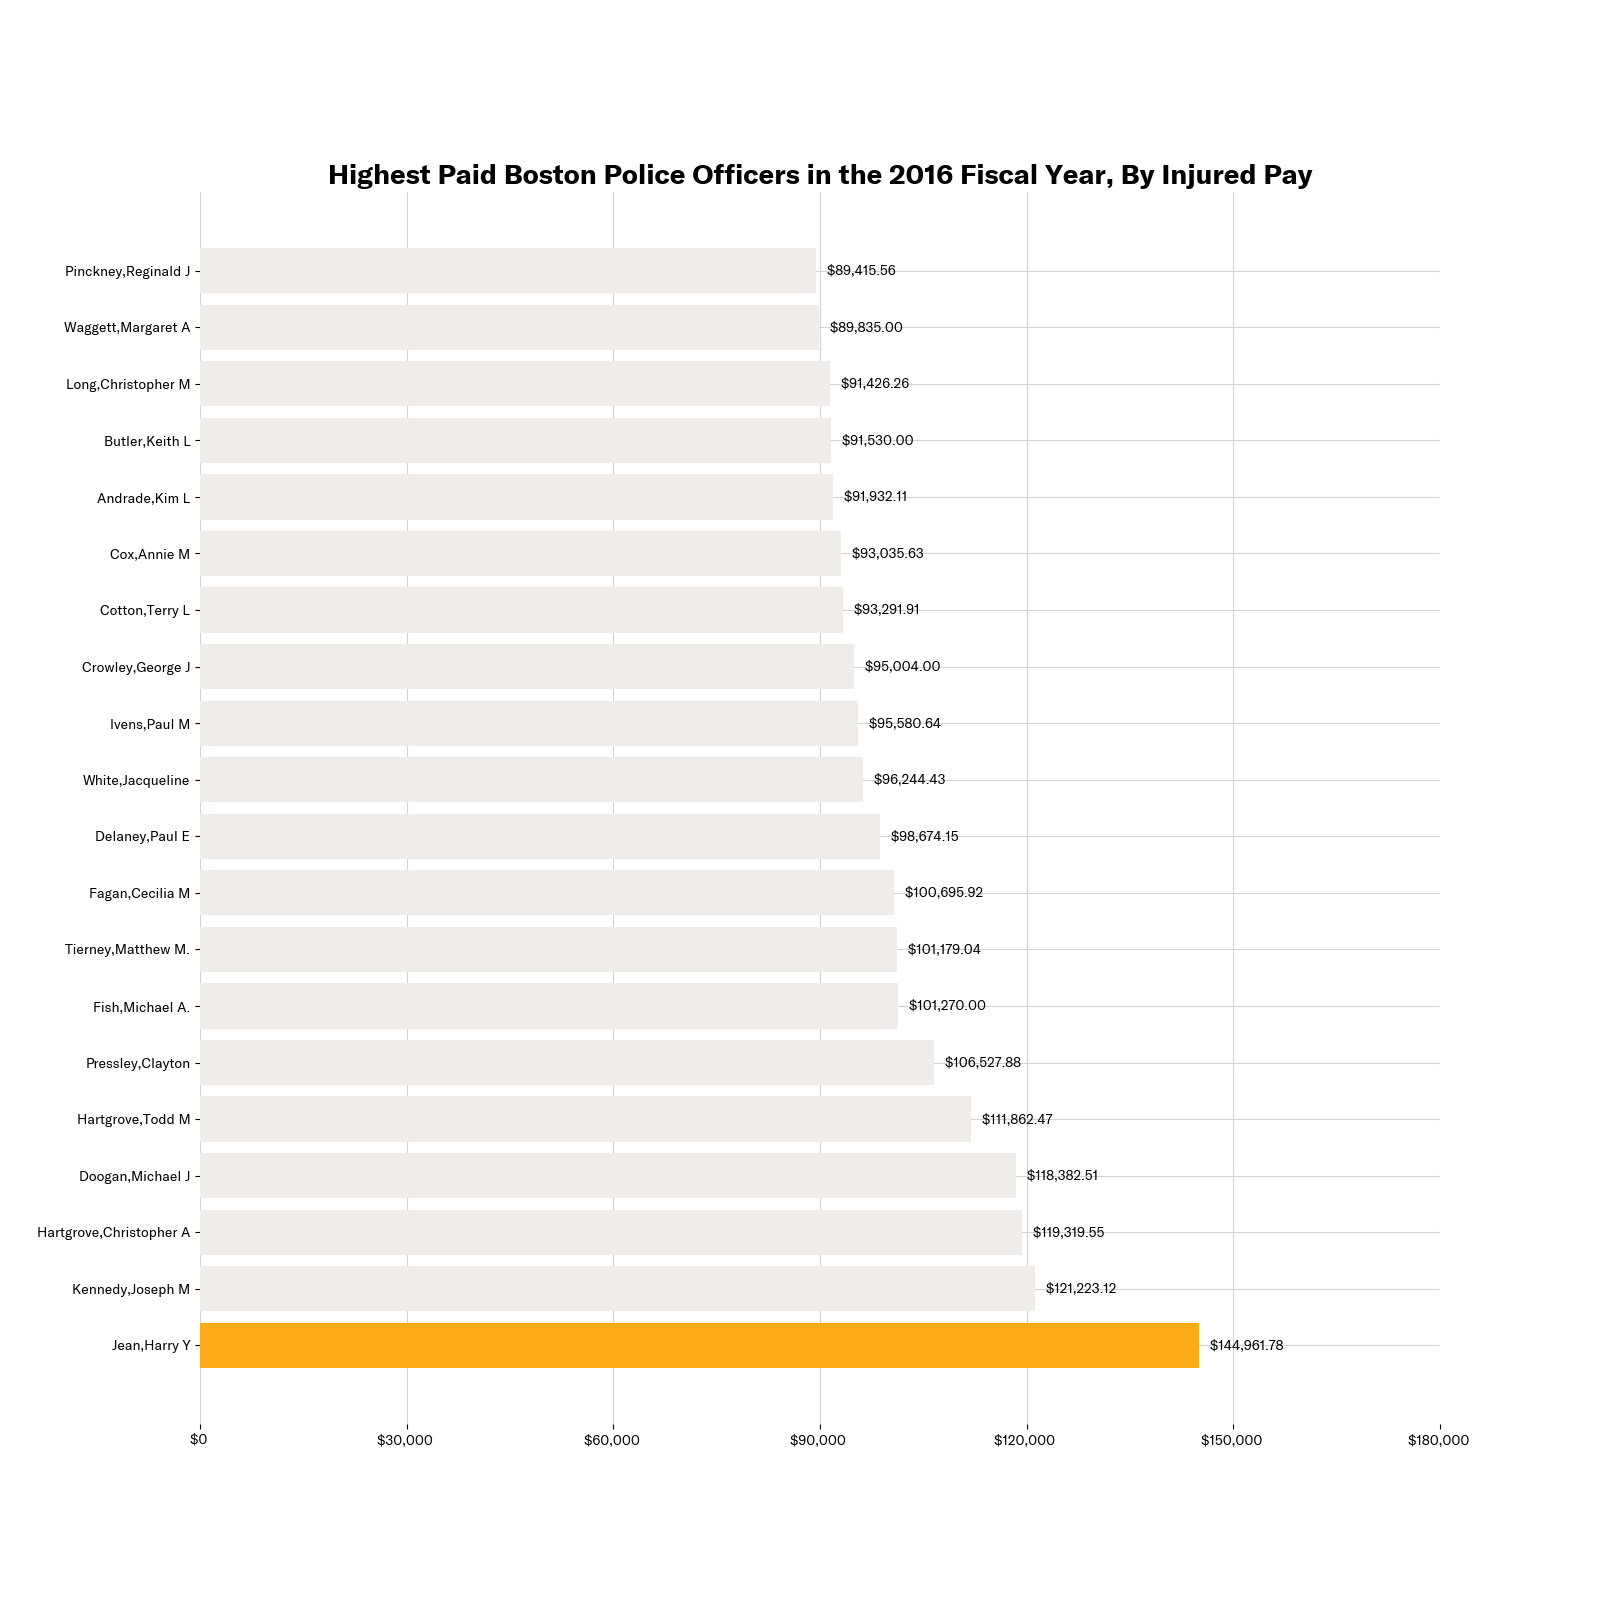 Highest Paid Boston Police Officers in the 2016 Fiscal Year, By Injured Pay
Pinckney,Reginald J $89,415.56
Waggett,Margaret A $89,835.00
Long,Christopher M $91,426.26
Butler,Keith L $91,530.00
Andrade,Kim L $91,932.11
Cox,Annie M $93,035.63
Cotton,Terry L $93,291.91
Crowley,George J $95,004.00
Ivens,Paul M $95,580.64
White,Jacqueline $96,244.43
Delaney,Paul E $98,674.15
Fagan,Cecilia M $100,695.92
Tierney,Matthew M. $101,179.04
Fish,Michael A. $101,270.00
Pressley,Clayton $106,527.88
Hartgrove,Todd M $111,862.47
Doogan,Michael J $118,382.51
Hartgrove,Christopher A $119,319.55
Kennedy,Joseph M $121,223.12
Jean,Harry Y $144,961.78
$0 $30,000 $60,000 $90,000 $120,000 $150,000 $180,000